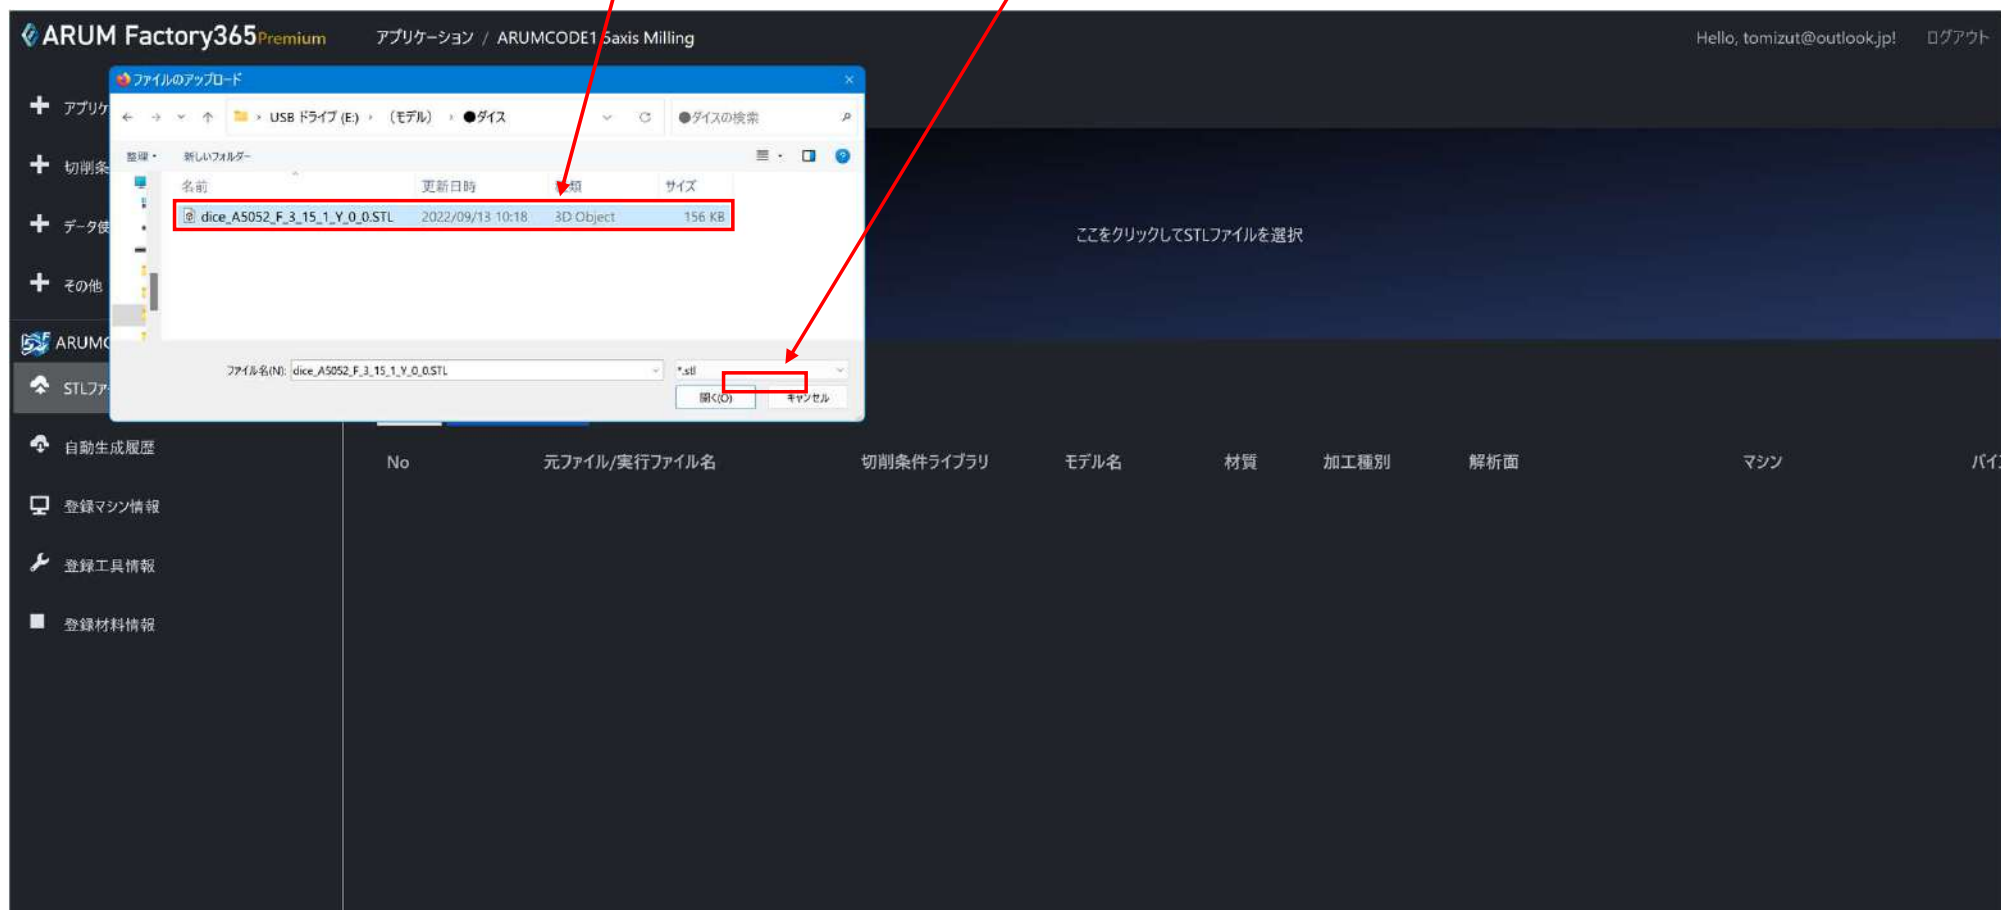 ARUM Factory365Premium
アプリケーション / ARUMCODE1 5axis Milling
Hello, tomizut@outlook.jp!
ログアウト
ファイルのアップロード
USB ドライブ (E:) › （モデル） › ●ダイス
●ダイスの検索
整理
新しいフォルダー
名前
更新日時
サイズ
dice_A5052_F_3_15_1_Y_0_0.STL
2022/09/13 10:18
3D Object
156 KB
ファイル名(N):
dice_A5052_F_3_15_1_Y_0_0.STL
*.stl
開く(O)
キャンセル
アプリケ
切削条
データ使
その他
ARUMC
STLファ
自動生成履歴
登録マシン情報
登録工具情報
登録材料情報
ここをクリックしてSTLファイルを選択
No
元ファイル/実行ファイル名
切削条件ライブラリ
モデル名
材質
加工種別
解析面
マシン
バイ